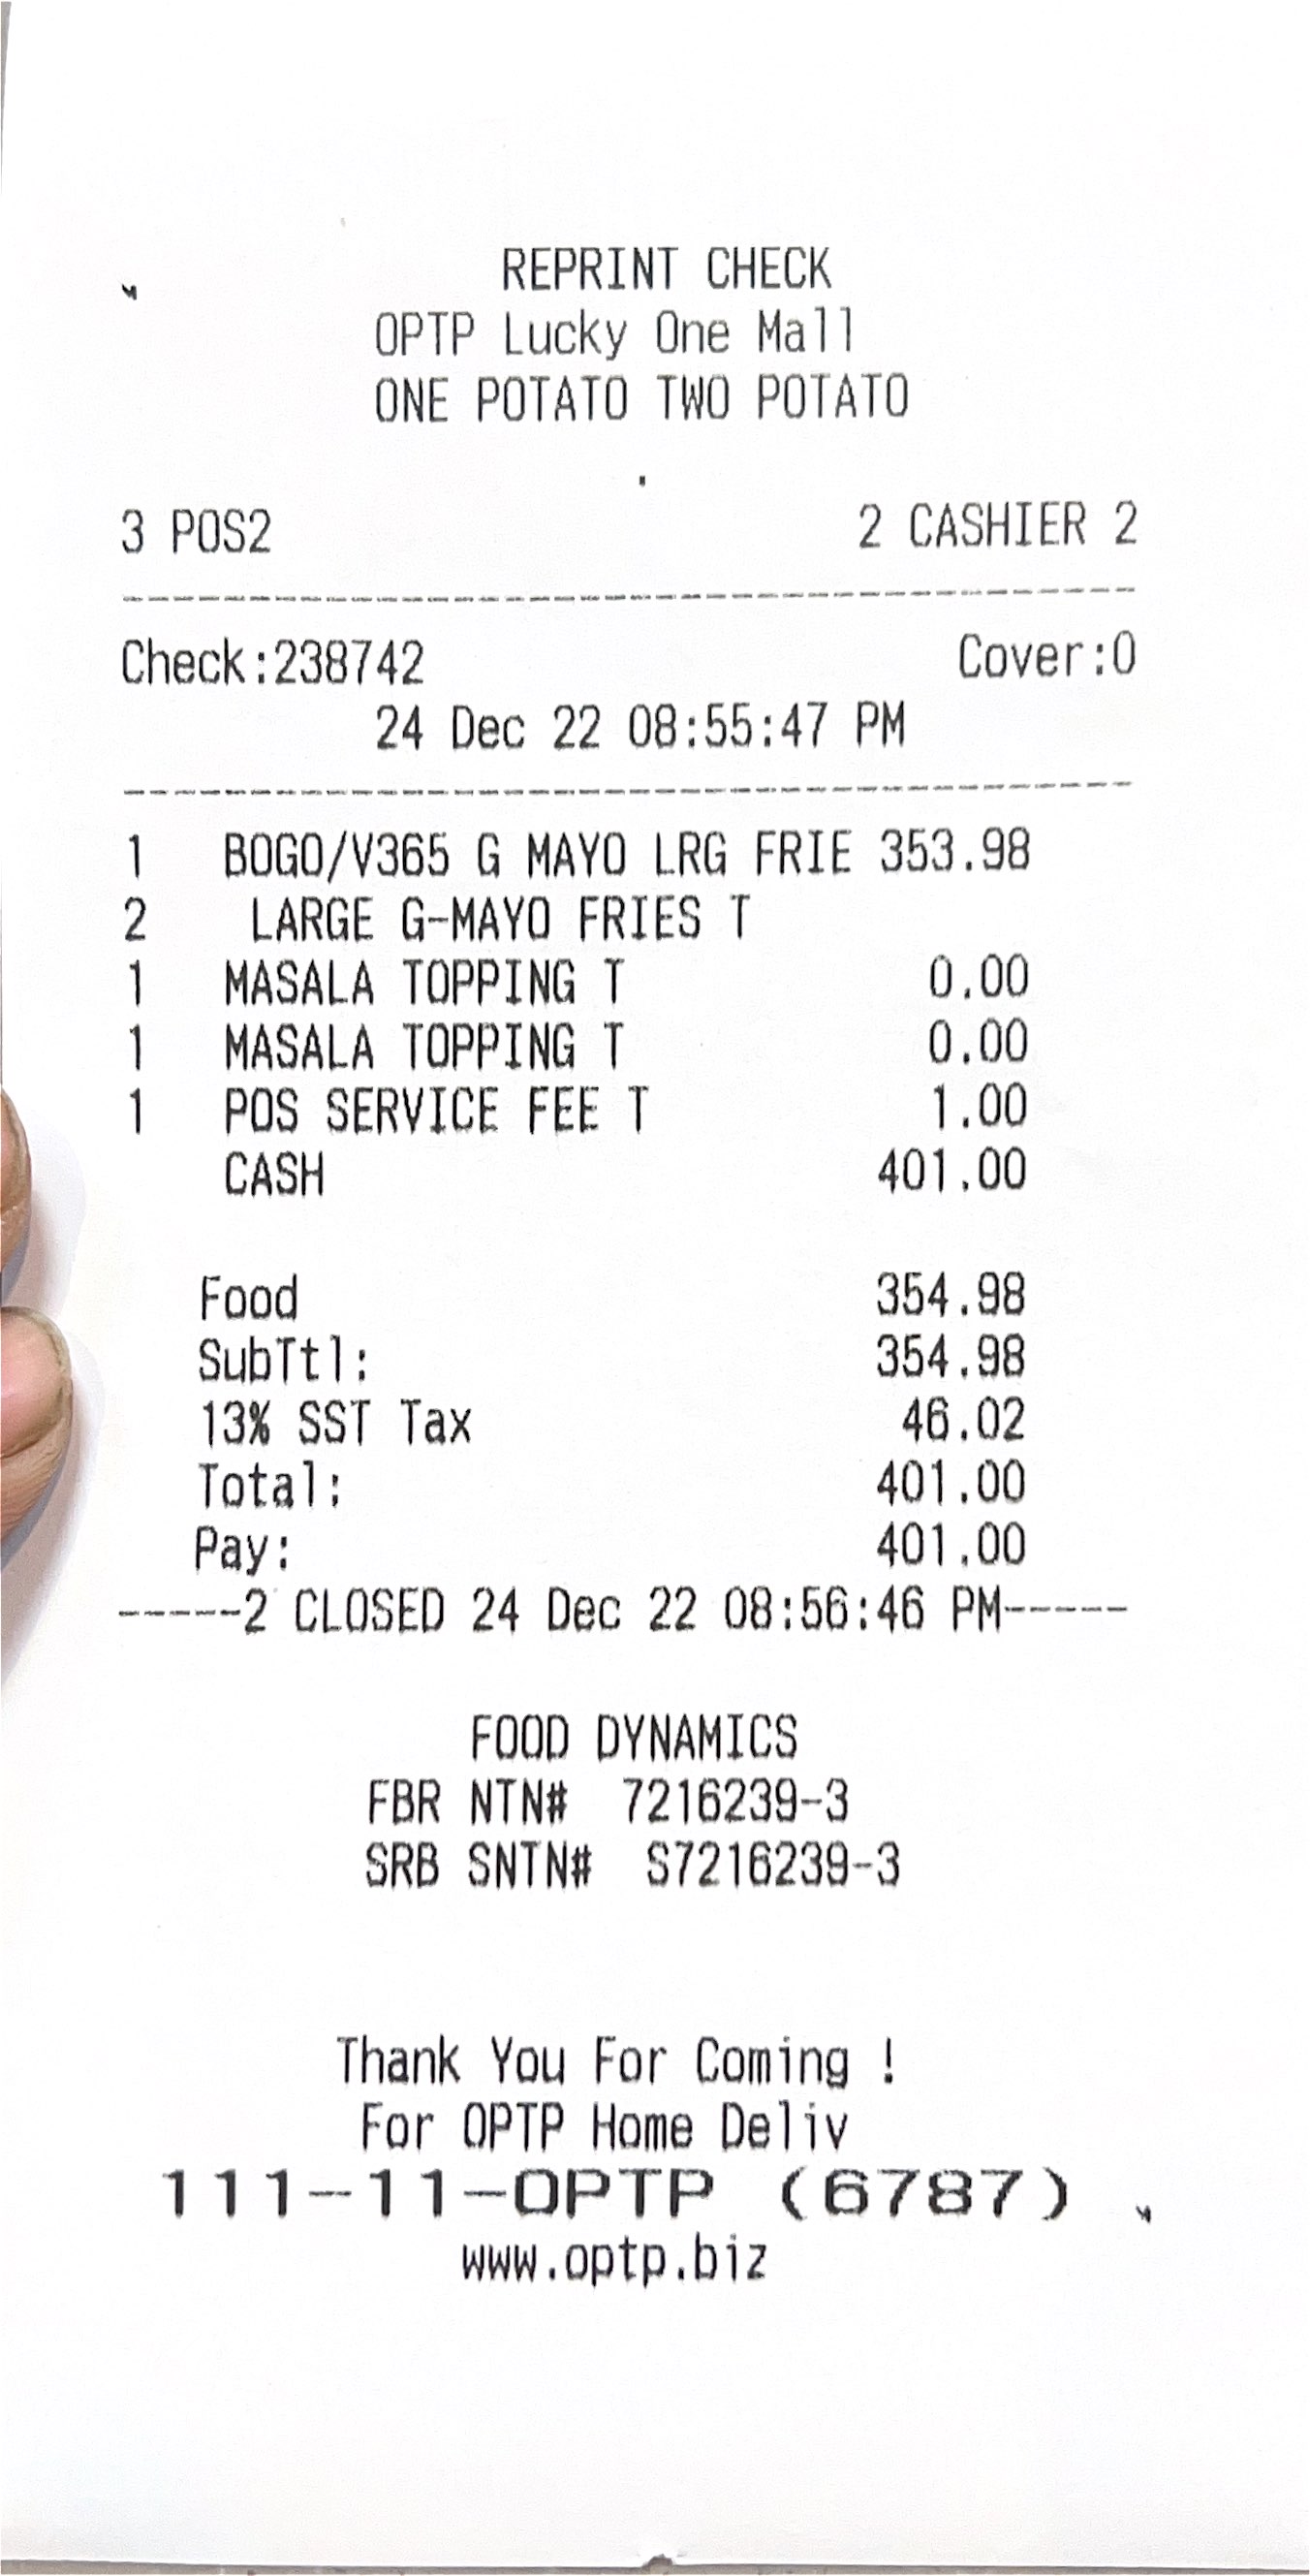 REPRINT CHECK
OPTP Lucky One Mall
ONE POTATO TWO POTATO
3 POS2 2 CASHIER 2
----------------------------------------
Check:238742 Cover:0
24 Dec 22 08:55:47 PM
----------------------------------------
1 BOGO/V365 G MAYO LRG FRIE 353.98
2 LARGE G-MAYO FRIES T
1 MASALA TOPPING T 0.00
1 MASALA TOPPING T 0.00
1 POS SERVICE FEE T 1.00
CASH 401.00
Food 354.98
SubTtl: 354.98
13% SST Tax 46.02
Total: 401.00
Pay: 401.00
-----2 CLOSED 24 Dec 22 08:56:46 PM-----
FOOD DYNAMICS
FBR NTN# 7216239-3
SRB SNTN# S7216239-3
Thank You For Coming !
For OPTP Home Deliv
111-11-OPTP (6787)
www.optp.biz